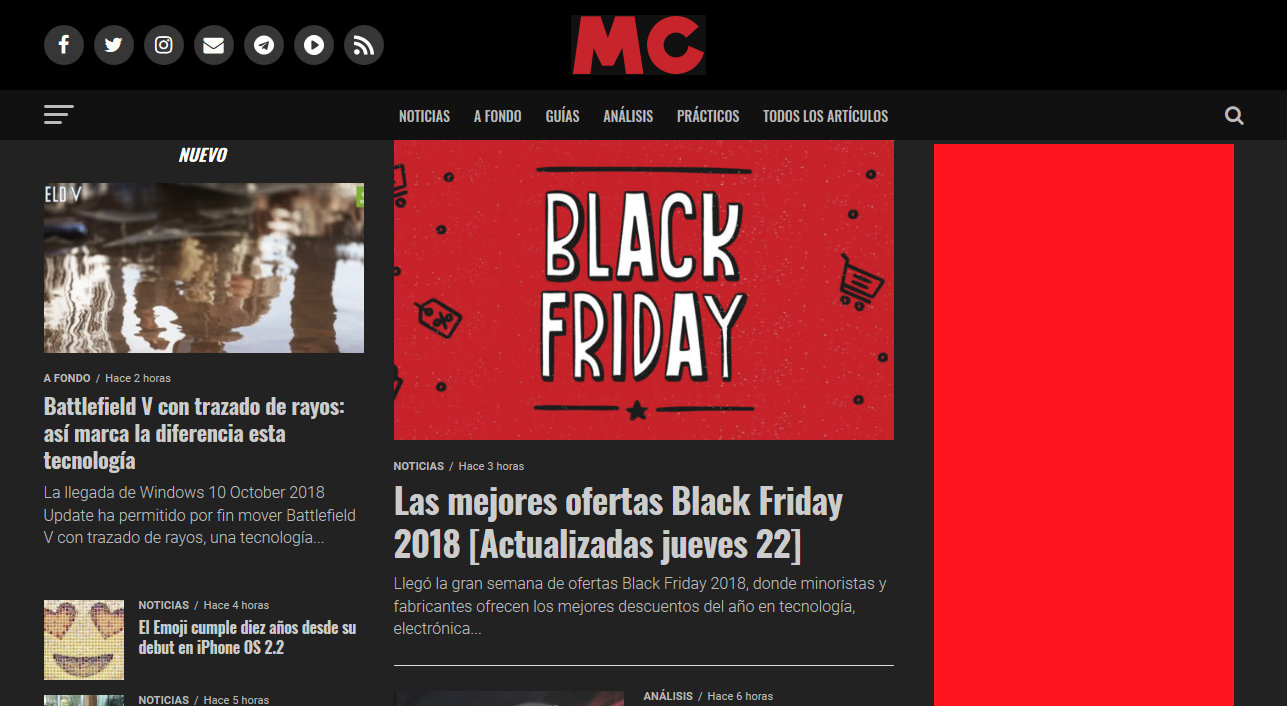 MC
NOTICIAS
A FONDO
GUÍAS
ANÁLISIS
PRÁCTICOS
TODOS LOS ARTÍCULOS
NUEVO
ELD V
A FONDO / Hace 2 horas
Battlefield V con trazado de rayos:
así marca la diferencia esta
tecnología
La llegada de Windows 10 October 2018
Update ha permitido por fin mover Battlefield
V con trazado de rayos, una tecnología...
NOTICIAS / Hace 4 horas
El Emoji cumple diez años desde su
debut en iPhone OS 2.2
NOTICIAS / Hace 5 horas
BLACK
FRIDAY
NOTICIAS / Hace 3 horas
Las mejores ofertas Black Friday
2018 [Actualizadas jueves 22]
Llegó la gran semana de ofertas Black Friday 2018, donde minoristas y
fabricantes ofrecen los mejores descuentos del año en tecnología,
electrónica...
ANÁLISIS / Hace 6 horas